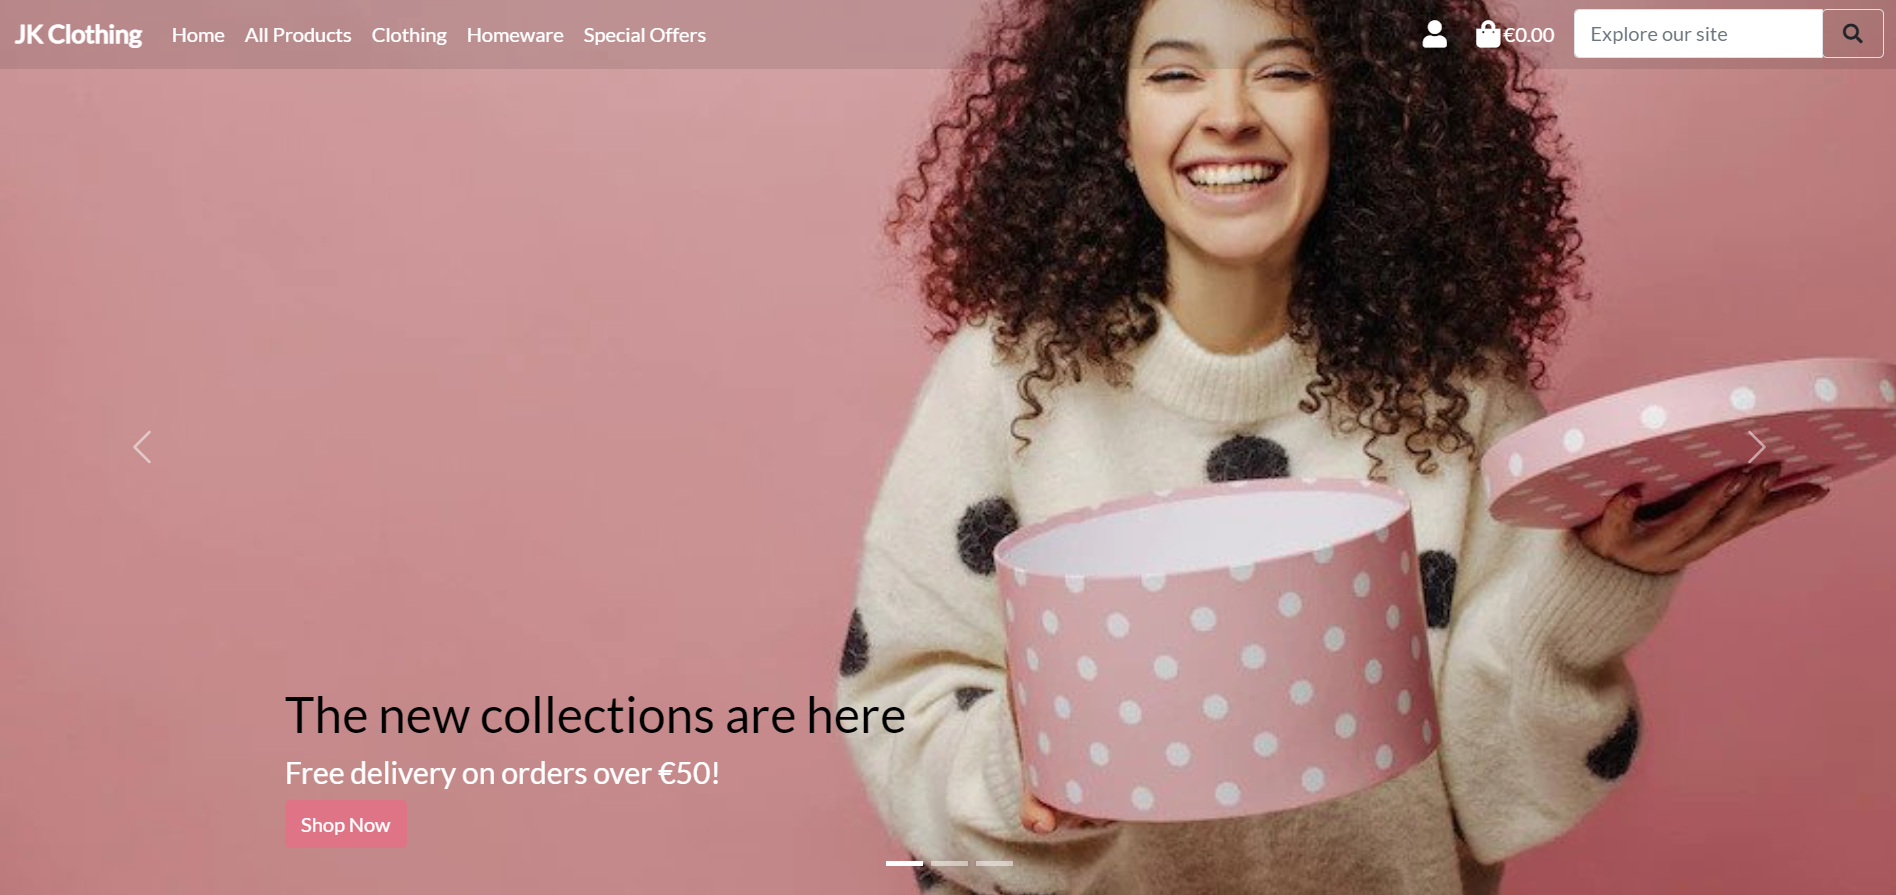 JK Clothing Home All Products Clothing Homeware Special Offers €0.00 Explore our site
The new collections are here
Free delivery on orders over €50!
Shop Now